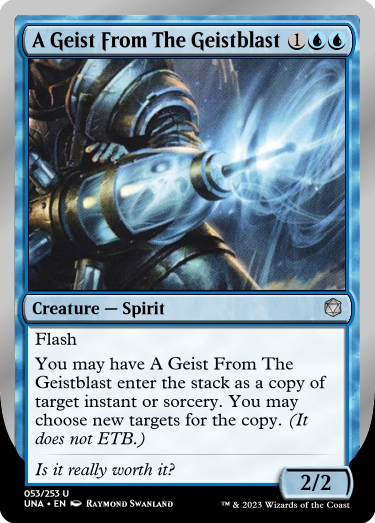 A Geist From The Geistblast 1
Creature — Spirit
Flash
You may have A Geist From The
Geistblast enter the stack as a copy of
target instant or sorcery. You may
choose new targets for the copy. (It
does not ETB.)
Is it really worth it?
2/2
053/253 U
UNA • EN Raymond Swanland
™ & 2023 Wizards of the Coast